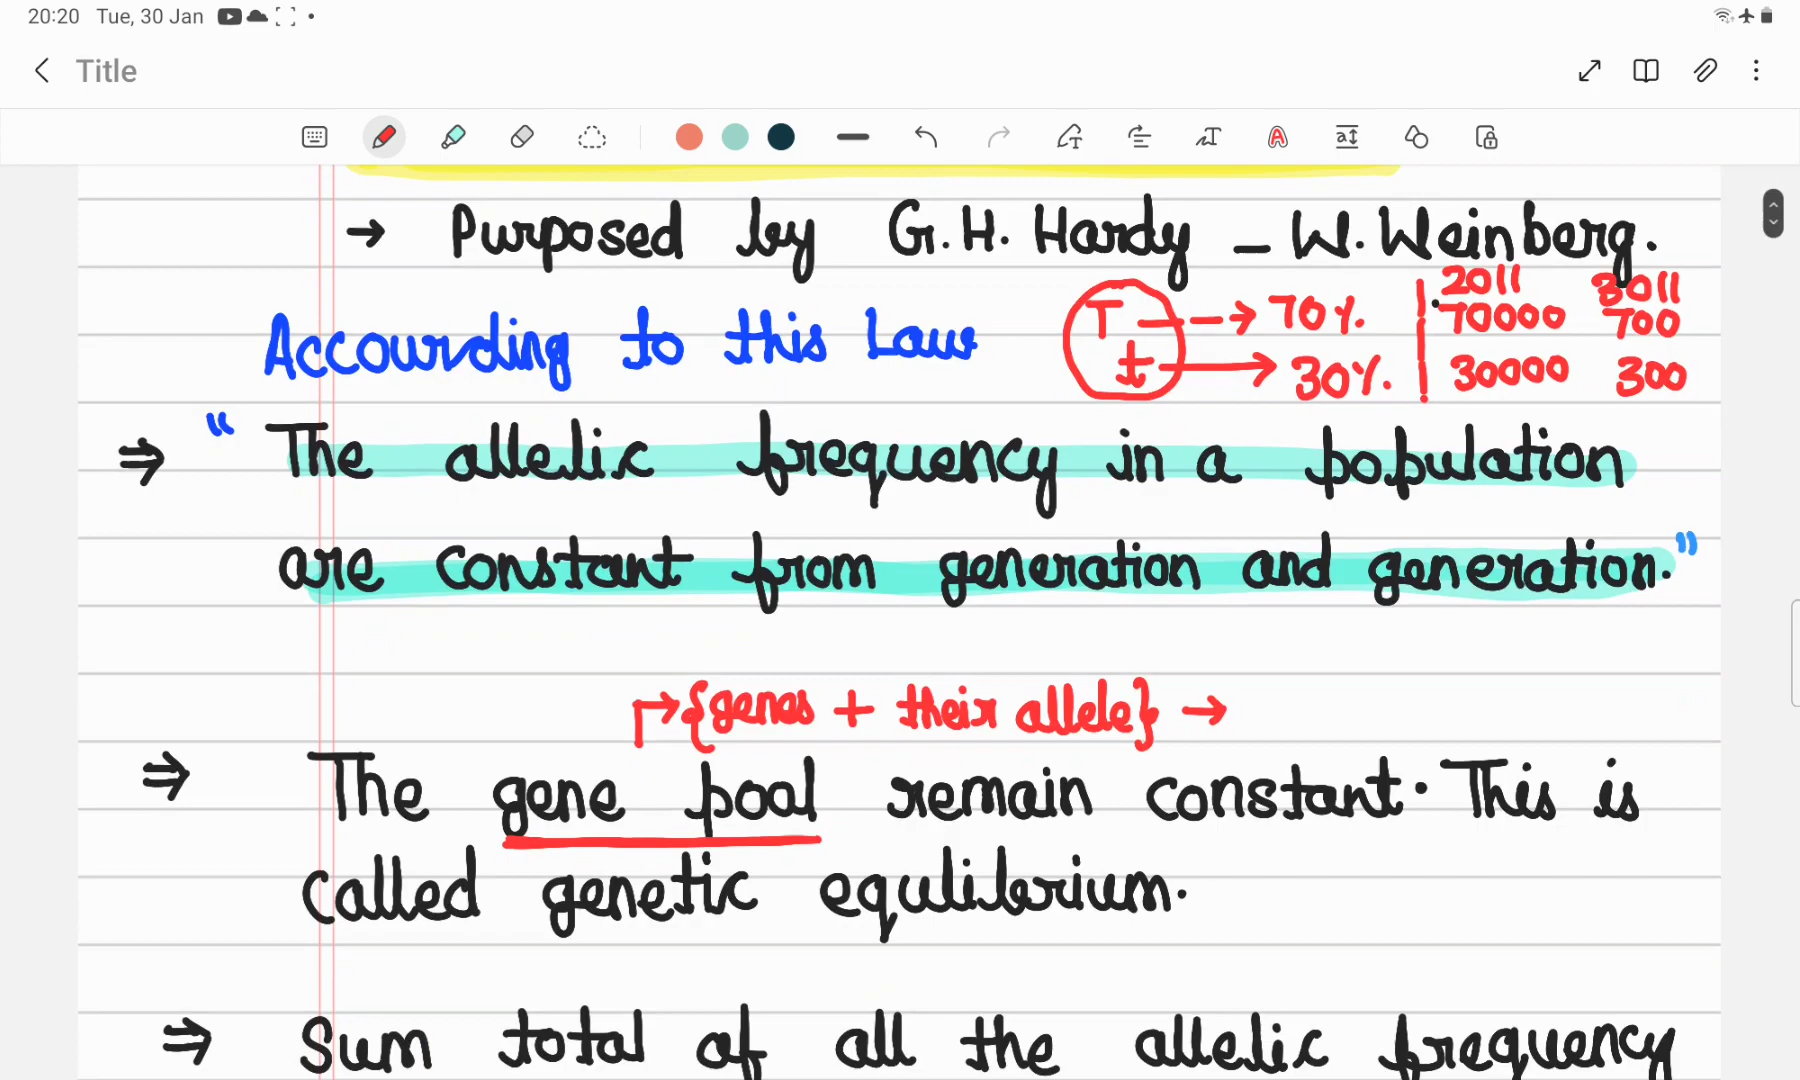 20:20 Tue, 30 Jan
Title
→ Purposed by G.H. Hardy - W. Weinberg.
T → 70% | 2011 3011
70000 700
t → 30% | 30000 300
Accourding to this Law
⇒ "The allelic frequency in a population
are constant from generation and generation."
{genes + their allele} →
⇒ The gene pool remain constant. This is
called genetic equlibrium.
⇒ Sum total of all the allelic frequency